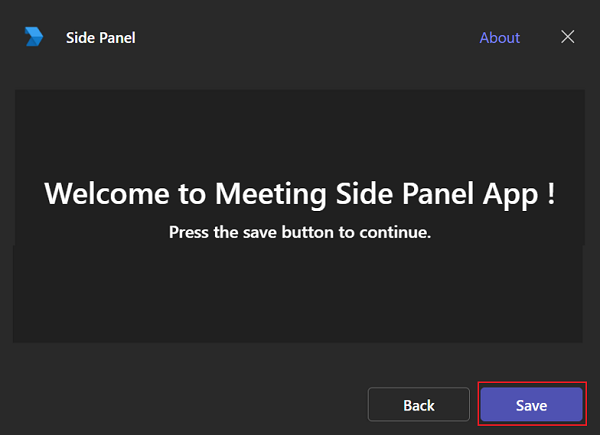 Side Panel
About
Welcome to Meeting Side Panel App !
Press the save button to continue.
Back
Save